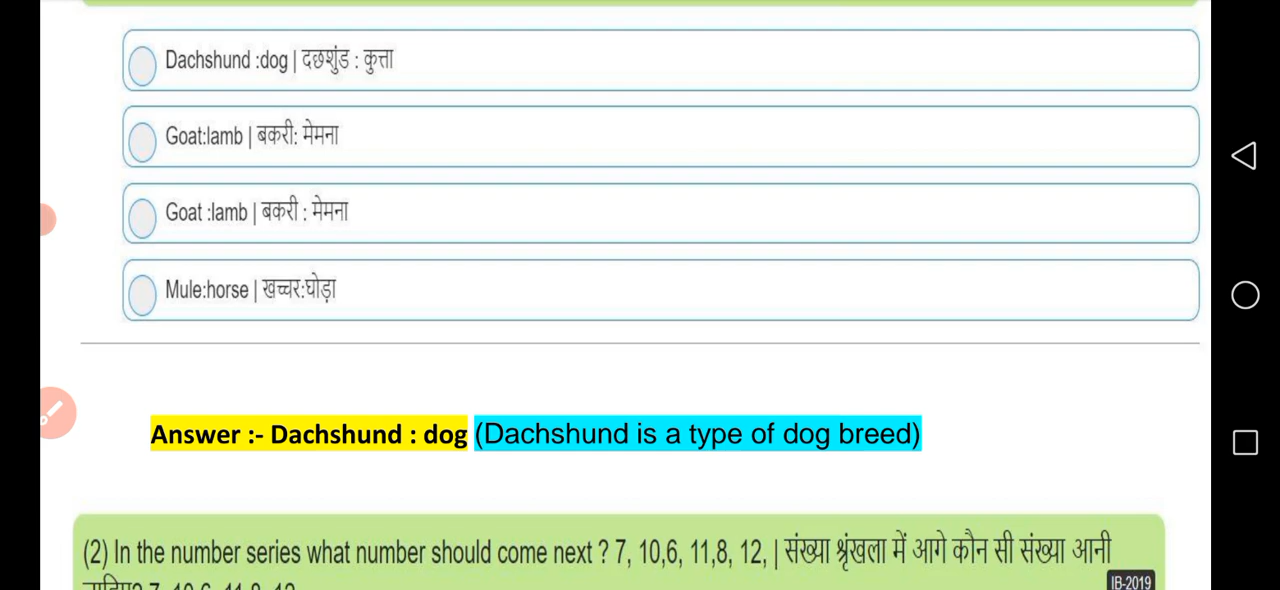 Dachshund :dog | दछशुंड : कुत्ता
Goat:lamb | बकरी: मेमना
Goat :lamb | बकरी : मेमना
Mule:horse | खच्चर:घोड़ा
Answer :- Dachshund : dog (Dachshund is a type of dog breed)
(2) In the number series what number should come next ? 7, 10,6, 11,8, 12, | संख्या श्रृंखला में आगे कौन सी संख्या आनी
IB-2019